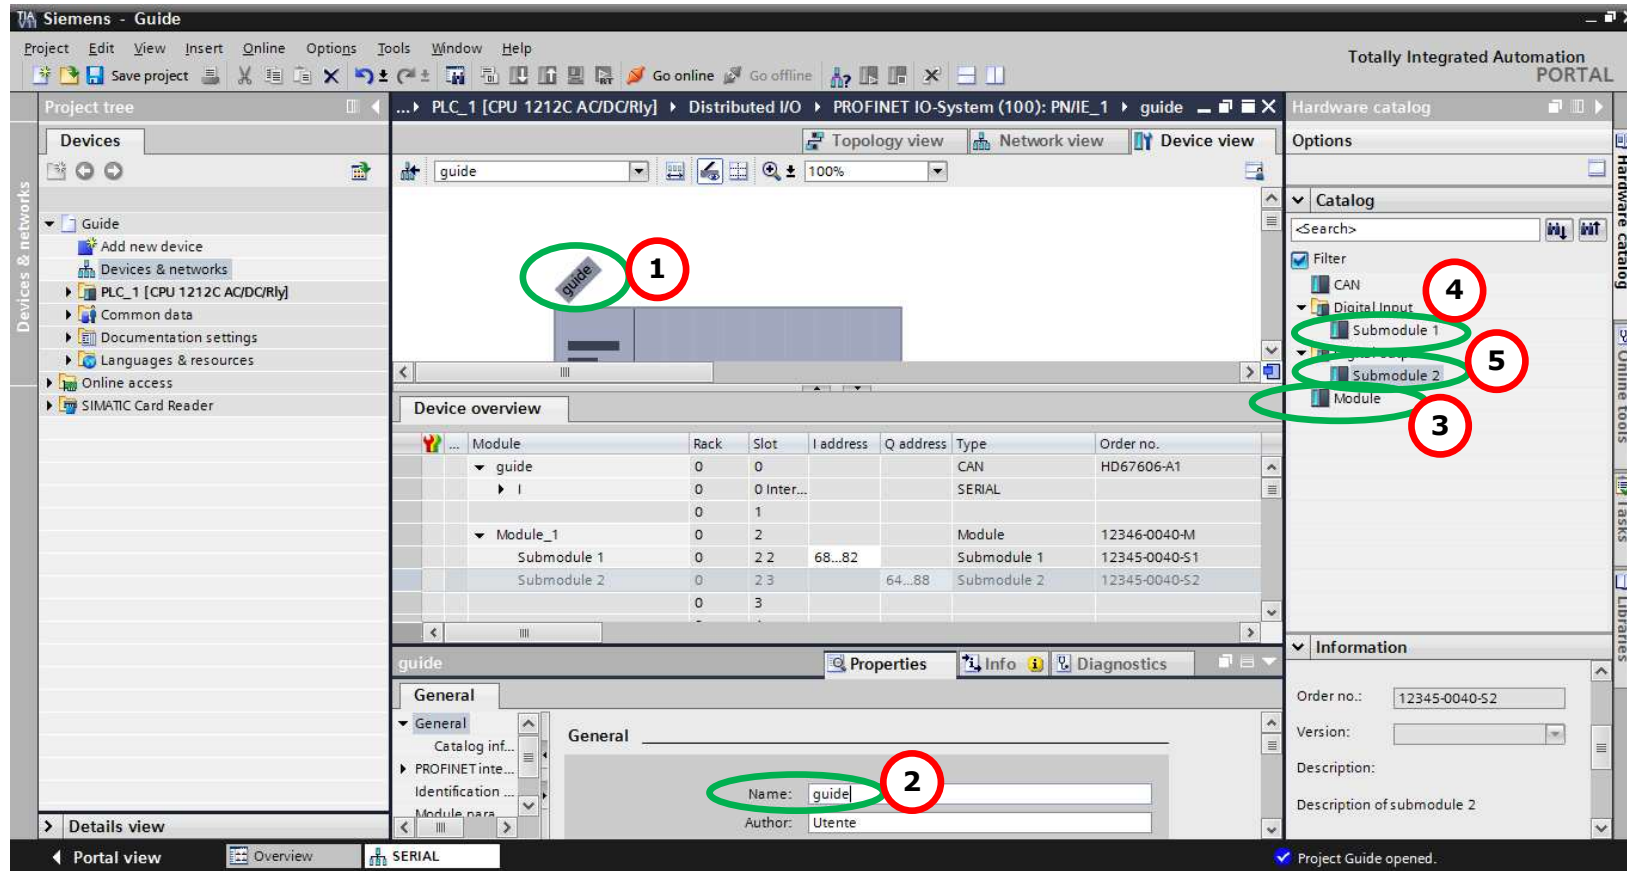 Siemens - Guide
Project Edit View Insert Online Options Tools Window Help
Save project Go online Go offline
Totally Integrated Automation
PORTAL
Project tree
...▸ PLC_1 [CPU 1212C AC/DC/Rly] ▸ Distributed I/O ▸ PROFINET IO-System (100): PN/IE_1 ▸ guide
Hardware catalog
Devices
Topology view Network view Device view
Options
guide 100%
Devices & networks
Guide
Add new device
Devices & networks
PLC_1 [CPU 1212C AC/DC/Rly]
Common data
Documentation settings
Languages & resources
Online access
SIMATIC Card Reader
guide
1
Catalog
<Search>
Filter
CAN
4
Digital Input
Submodule 1
5
Submodule 2
Module
3
Hardware catalog
Online tools
Tasks
Libraries
Device overview
... Module Rack Slot I address Q address Type Order no.
guide 0 0 CAN HD67606-A1
I 0 0 Inter... SERIAL
0 1
Module_1 0 2 Module 12346-0040-M
Submodule 1 0 2 2 68...82 Submodule 1 12345-0040-S1
Submodule 2 0 2 3 64...88 Submodule 2 12345-0040-S2
0 3
guide
Properties Info Diagnostics
General
General
Catalog inf...
PROFINET inte...
Identification ...
Module para...
General
2
Name: guide
Author: Utente
Information
Order no.: 12345-0040-S2
Version:
Description:
Description of submodule 2
Details view
Portal view Overview SERIAL
Project Guide opened.